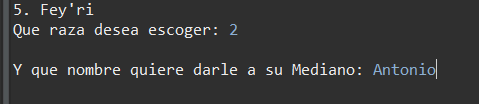 5. Fey'ri
Que raza desea escoger: 2
Y que nombre quiere darle a su Mediano: Antonio